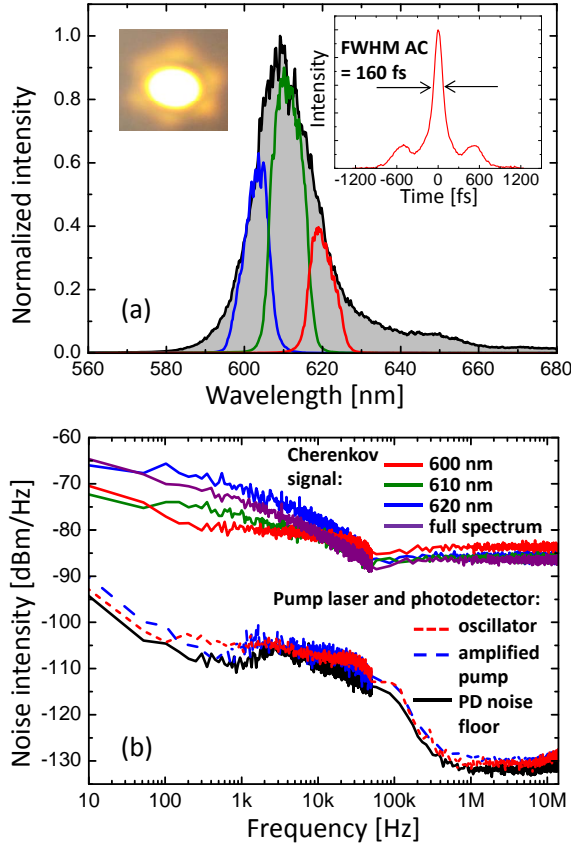 Normalized intensity
1.0
0.8
0.6
0.4
0.2
0.0
(a)
Intensity
FWHM AC
= 160 fs
-1200
-600
0
600
1200
Time [fs]
560
580
600
620
640
660
680
Wavelength [nm]
Noise intensity [dBm/Hz]
-60
-70
-80
-90
-100
-110
-120
-130
Cherenkov
signal:
600 nm
610 nm
620 nm
full spectrum
Pump laser and photodetector:
oscillator
amplified
pump
PD noise
floor
(b)
10
100
1k
10k
100k
1M
10M
Frequency [Hz]